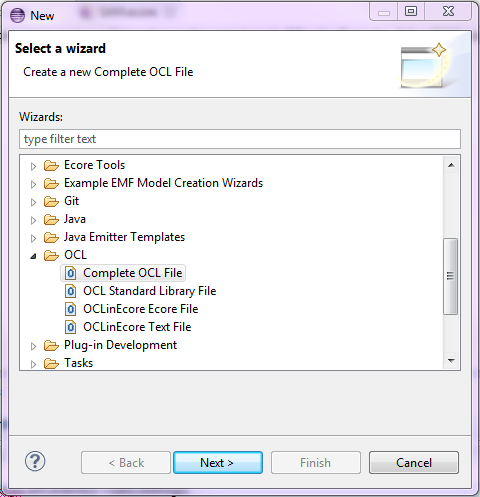 New
Select a wizard
Create a new Complete OCL File
Wizards:
type filter text
Ecore Tools
Example EMF Model Creation Wizards
Git
Java
Java Emitter Templates
OCL
Complete OCL File
OCL Standard Library File
OCLinEcore Ecore File
OCLinEcore Text File
Plug-in Development
Tasks
?
< Back Next > Finish Cancel